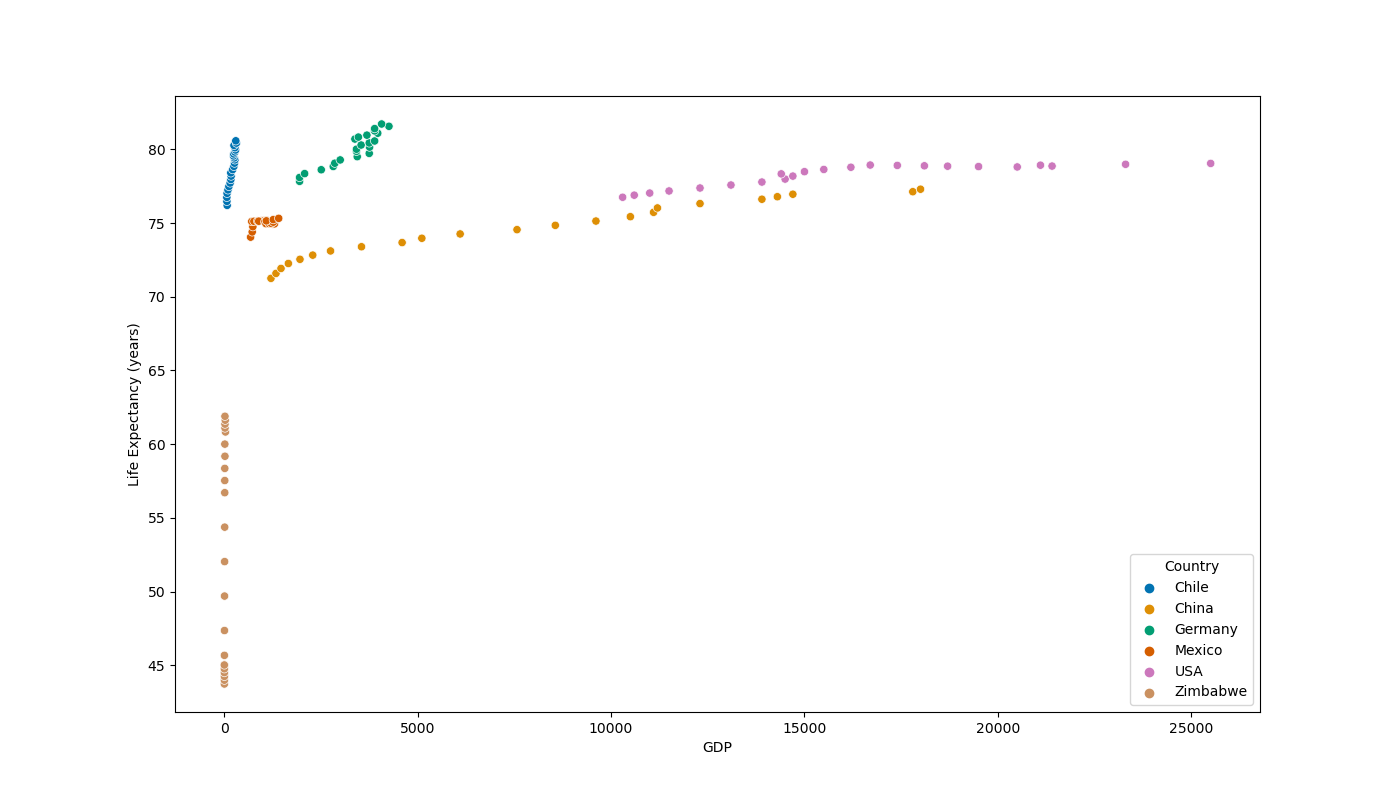 80
75
70
65
60
55
50
45
Life Expectancy (years)
0 5000 10000 15000 20000 25000
GDP
Country
Chile
China
Germany
Mexico
USA
Zimbabwe